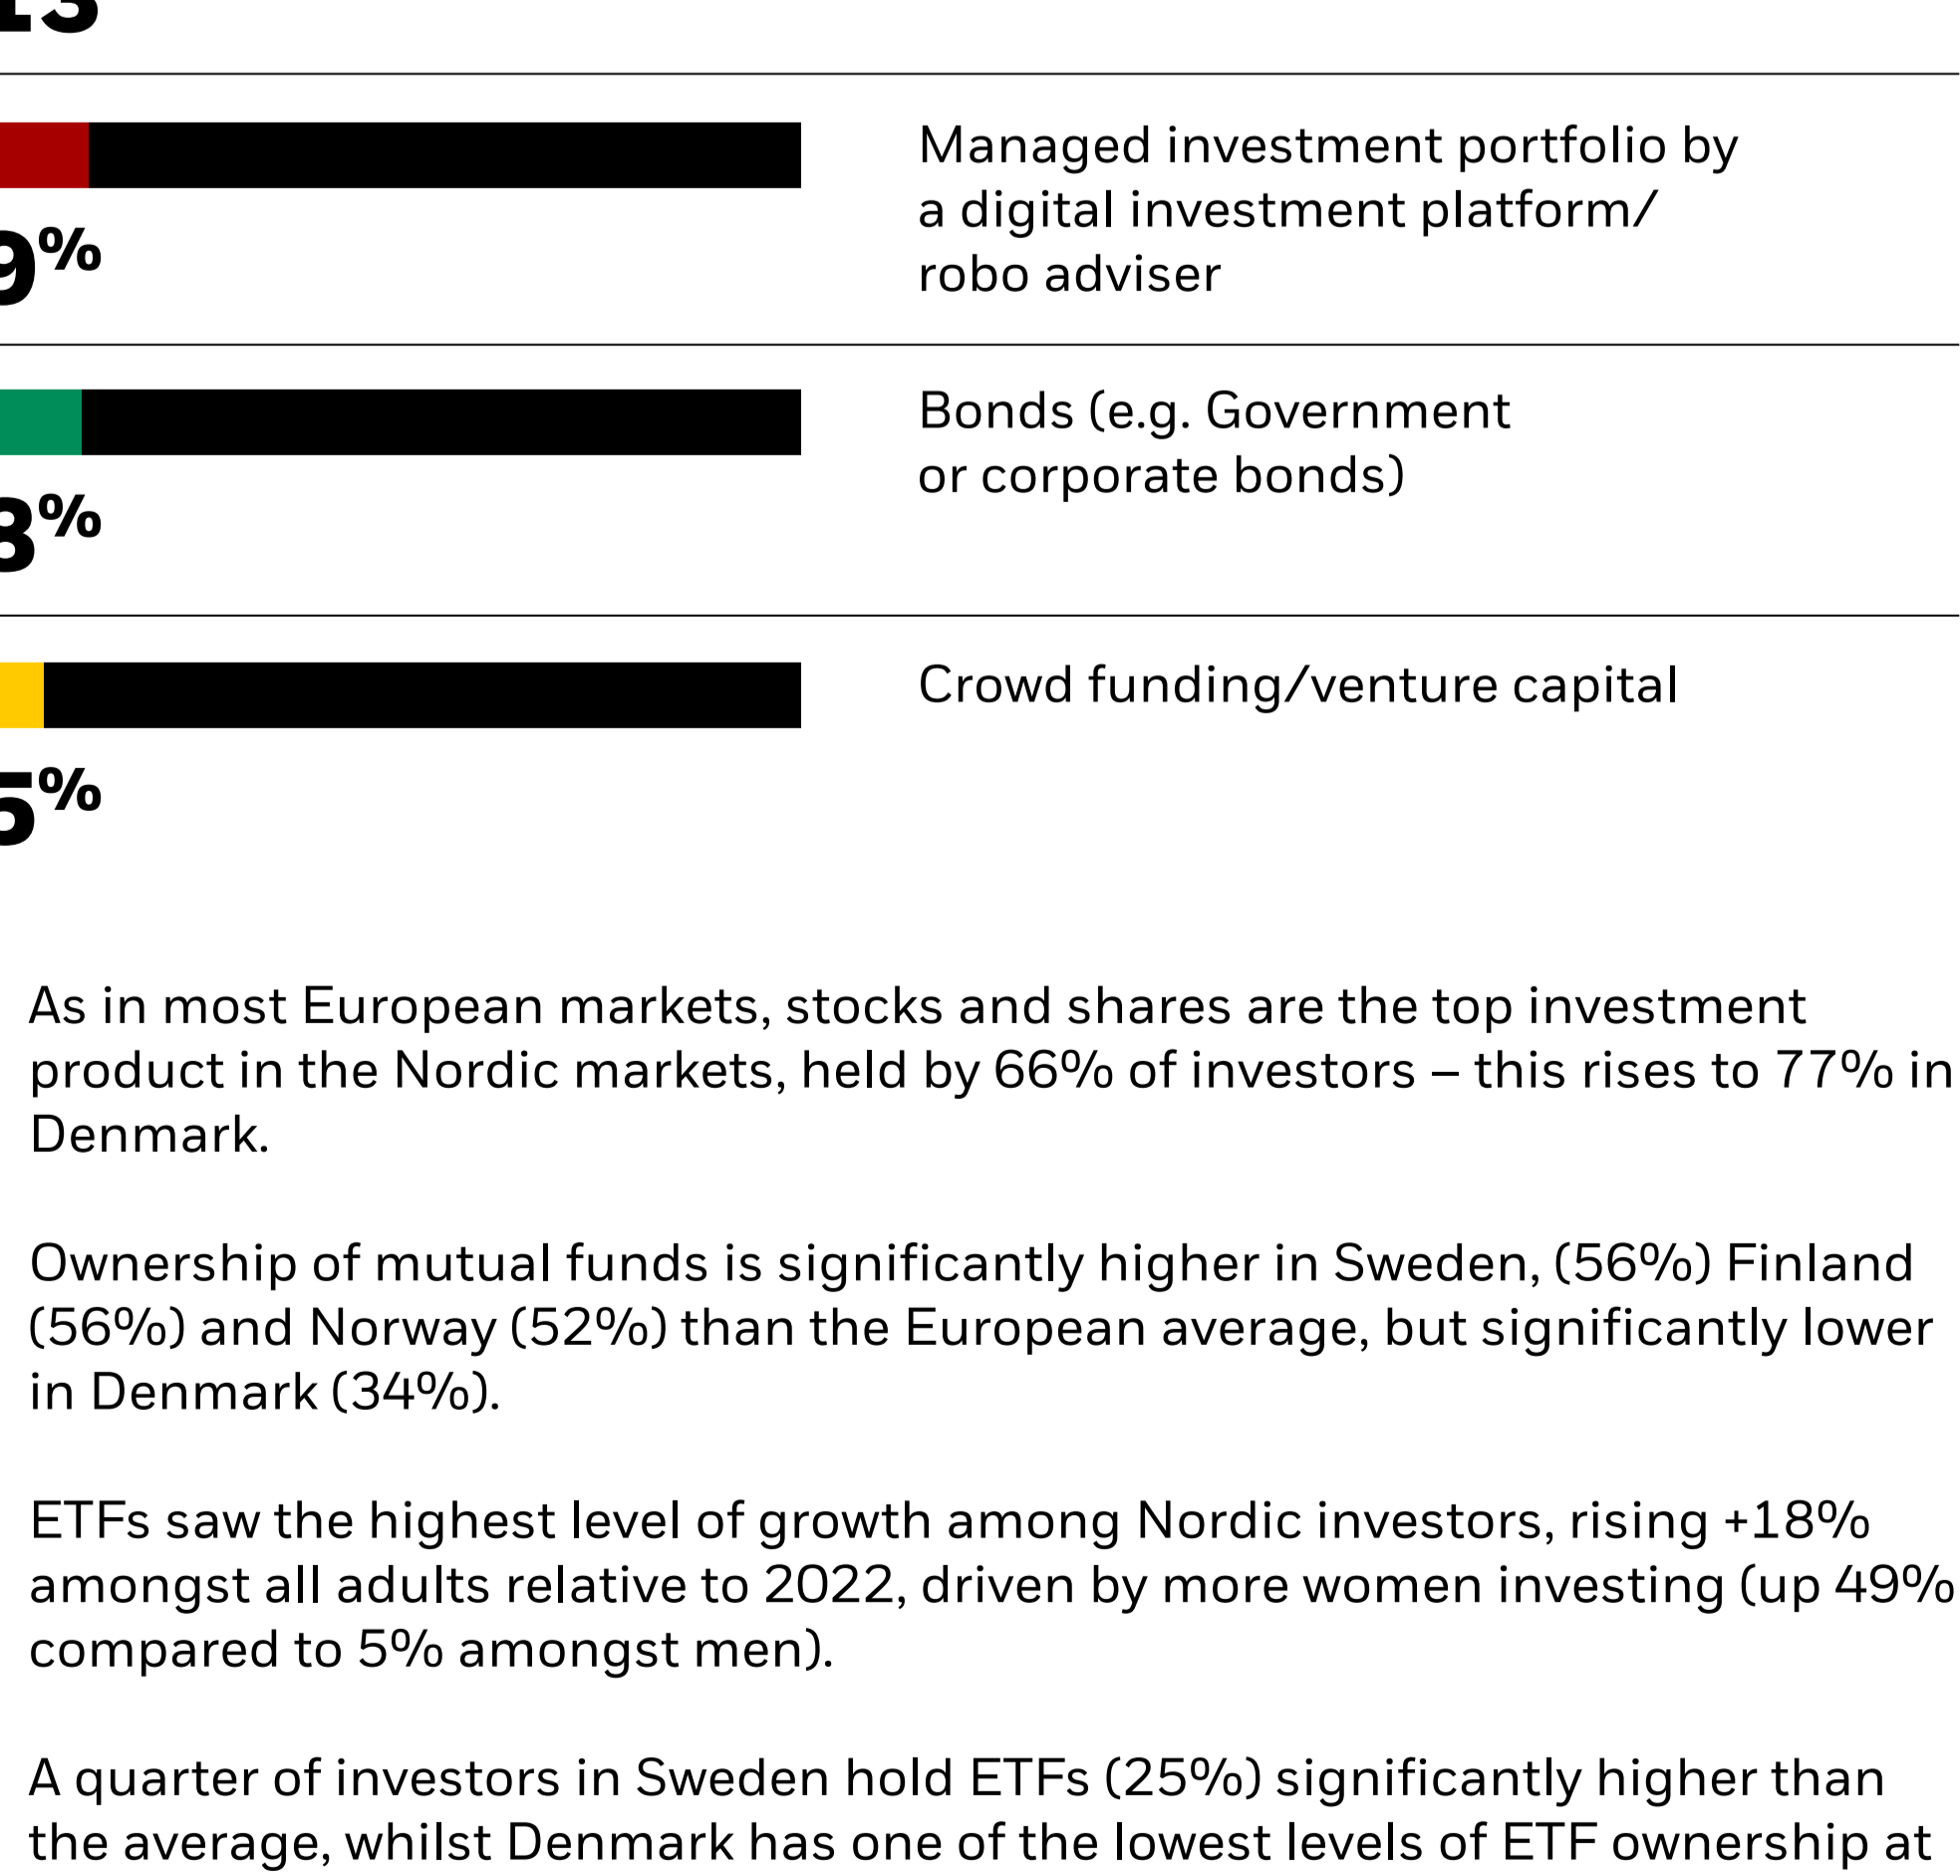 13
Managed investment portfolio by
a digital investment platform/
robo adviser
9%
Bonds (e.g. Government
or corporate bonds)
8%
Crowd funding/venture capital
5%
As in most European markets, stocks and shares are the top investment
product in the Nordic markets, held by 66% of investors – this rises to 77% in
Denmark.
Ownership of mutual funds is significantly higher in Sweden, (56%) Finland
(56%) and Norway (52%) than the European average, but significantly lower
in Denmark (34%).
ETFs saw the highest level of growth among Nordic investors, rising +18%
amongst all adults relative to 2022, driven by more women investing (up 49%
compared to 5% amongst men).
A quarter of investors in Sweden hold ETFs (25%) significantly higher than
the average, whilst Denmark has one of the lowest levels of ETF ownership at